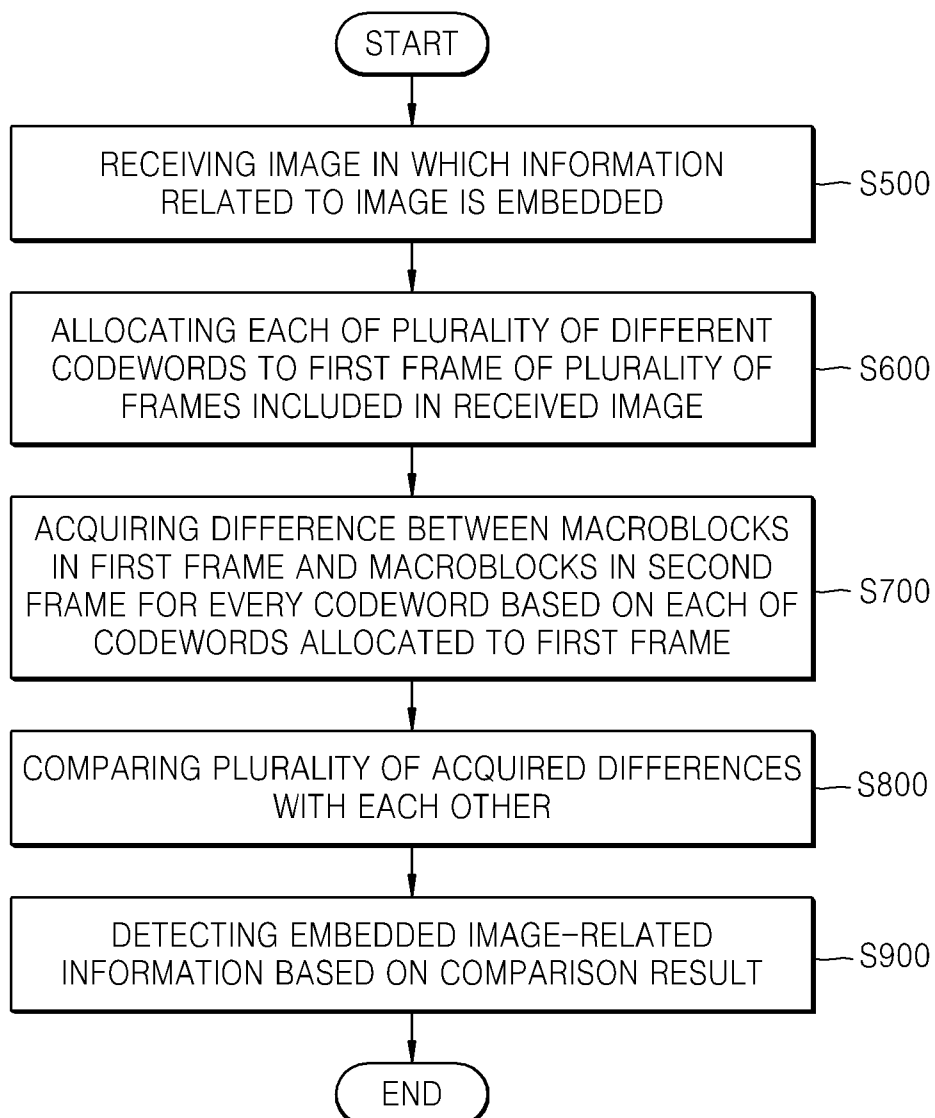 START
RECEIVING IMAGE IN WHICH INFORMATION
RELATED TO IMAGE IS EMBEDDED
S500
ALLOCATING EACH OF PLURALITY OF DIFFERENT
CODEWORDS TO FIRST FRAME OF PLURALITY OF
FRAMES INCLUDED IN RECEIVED IMAGE
S600
ACQUIRING DIFFERENCE BETWEEN MACROBLOCKS
IN FIRST FRAME AND MACROBLOCKS IN SECOND
FRAME FOR EVERY CODEWORD BASED ON EACH OF
CODEWORDS ALLOCATED TO FIRST FRAME
S700
COMPARING PLURALITY OF ACQUIRED DIFFERENCES
WITH EACH OTHER
S800
DETECTING EMBEDDED IMAGE-RELATED
INFORMATION BASED ON COMPARISON RESULT
S900
END